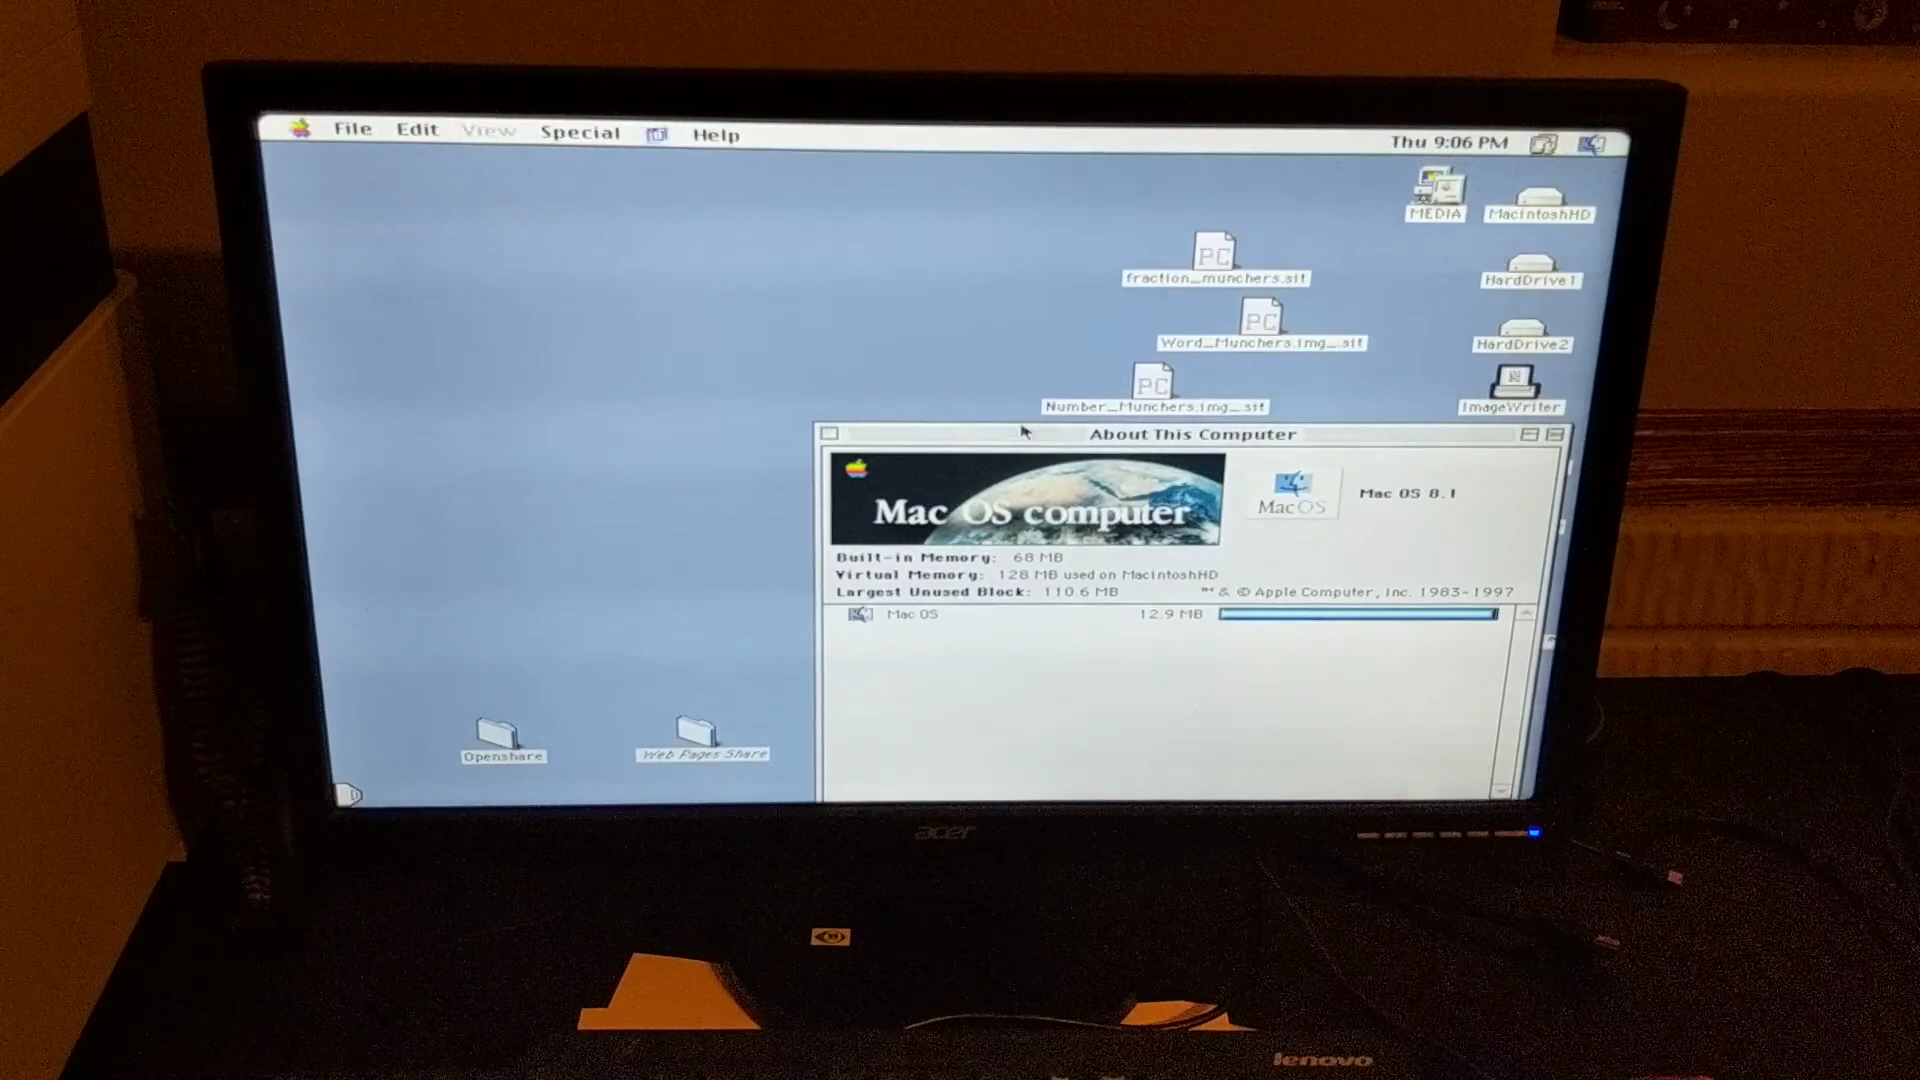 File Edit View Special Help Thu 9:06 PM
MEDIA MacintoshHD
PC
fraction_munchers.sit HardDrive1
PC
Word_Munchers.img_.sit HardDrive2
PC
Number_Munchers.img_.sit ImageWriter
About This Computer
Mac OS computer
Mac OS
Mac OS 8.1
Built-in Memory: 68 MB
Virtual Memory: 128 MB used on MacintoshHD
Largest Unused Block: 110.6 MB ™ & © Apple Computer, Inc. 1983-1997
Mac OS 12.9 MB
Openshare Web Pages Share
acer
lenovo